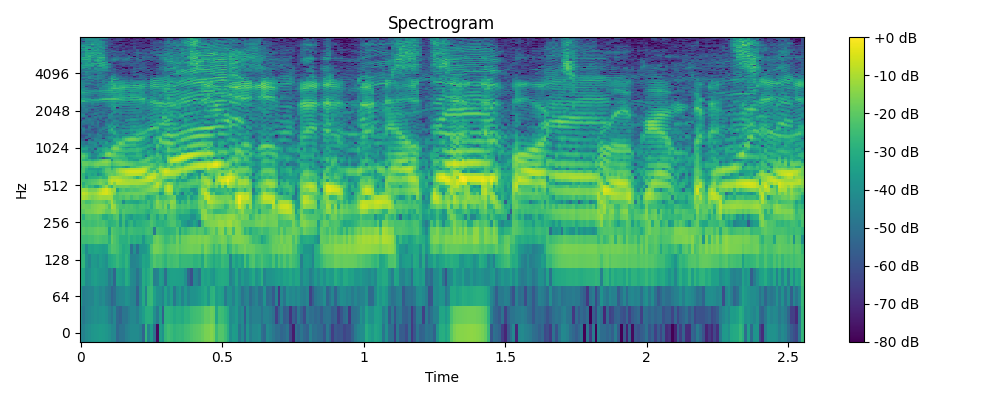 Spectrogram
Hz
4096
2048
1024
512
256
128
64
0
0
0.5
1
1.5
2
2.5
Time
+0 dB
-10 dB
-20 dB
-30 dB
-40 dB
-50 dB
-60 dB
-70 dB
-80 dB